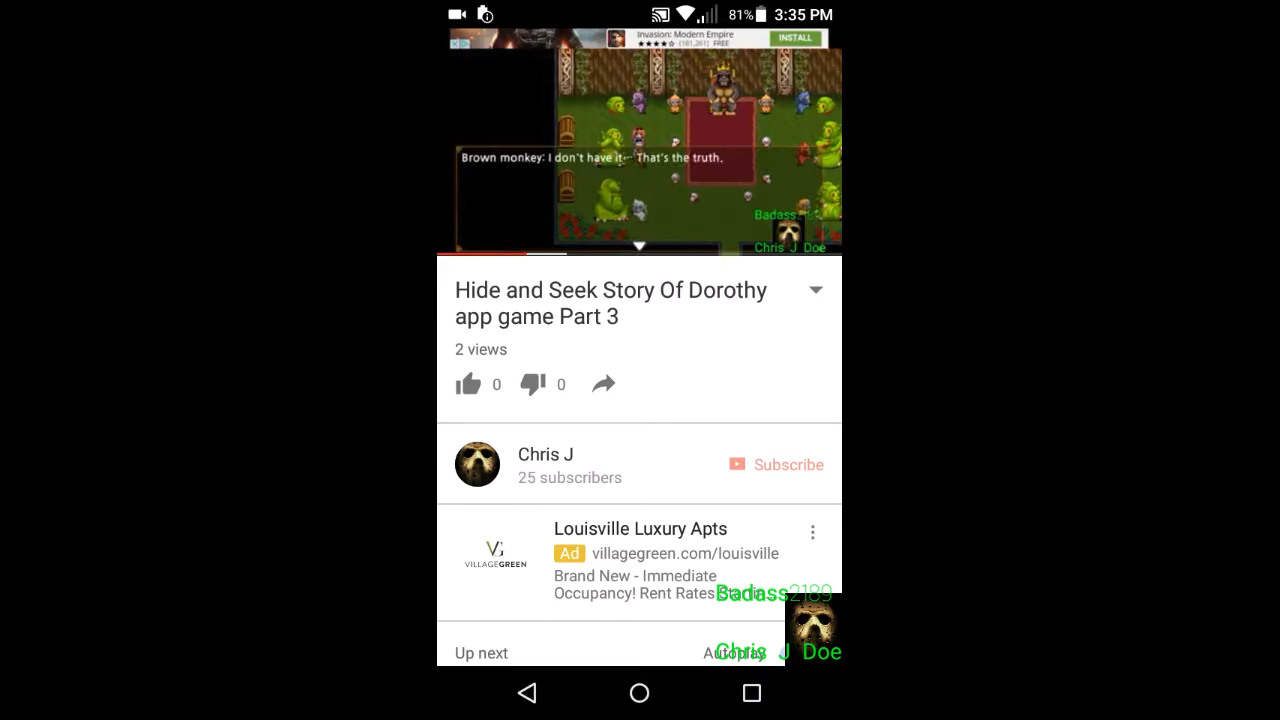 81% 3:35 PM
Invasion: Modern Empire
(181,261) FREE
INSTALL
Brown monkey: I don't have it-- That's the truth.
Badass
Chris J Doe
Hide and Seek Story Of Dorothy
app game Part 3
2 views
0 0
Chris J
25 subscribers
Subscribe
Louisville Luxury Apts
VG
VILLAGEGREEN
Ad villagegreen.com/louisville
Brand New - Immediate
Occupancy! Rent Rates
Badass2189
Up next
Autoplay
Chris J Doe